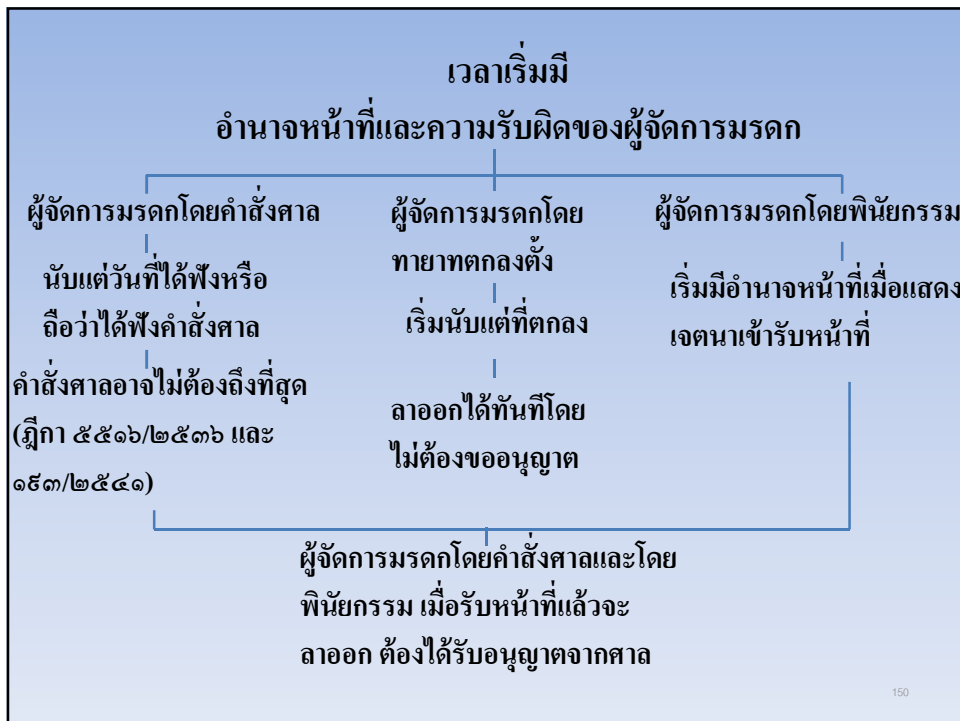 เวลาเริ่มมี
อำนาจหน้าที่และความรับผิดของผู้จัดการมรดก
ผู้จัดการมรดกโดยคำสั่งศาล
นับแต่วันที่ได้ฟังหรือ
ถือว่าได้ฟังคำสั่งศาล
คำสั่งศาลอาจไม่ต้องถึงที่สุด
(ฎีกา ๕๕๑๖/๒๕๓๖ และ
๑๙๓/๒๕๔๑)
ผู้จัดการมรดกโดย
ทายาทตกลงตั้ง
เริ่มนับแต่ที่ตกลง
ลาออกได้ทันทีโดย
ไม่ต้องขออนุญาต
ผู้จัดการมรดกโดยพินัยกรรม
เริ่มมีอำนาจหน้าที่เมื่อแสดง
เจตนาเข้ารับหน้าที่
ผู้จัดการมรดกโดยคำสั่งศาลและโดย
พินัยกรรม เมื่อรับหน้าที่แล้วจะ
ลาออก ต้องได้รับอนุญาตจากศาล
150